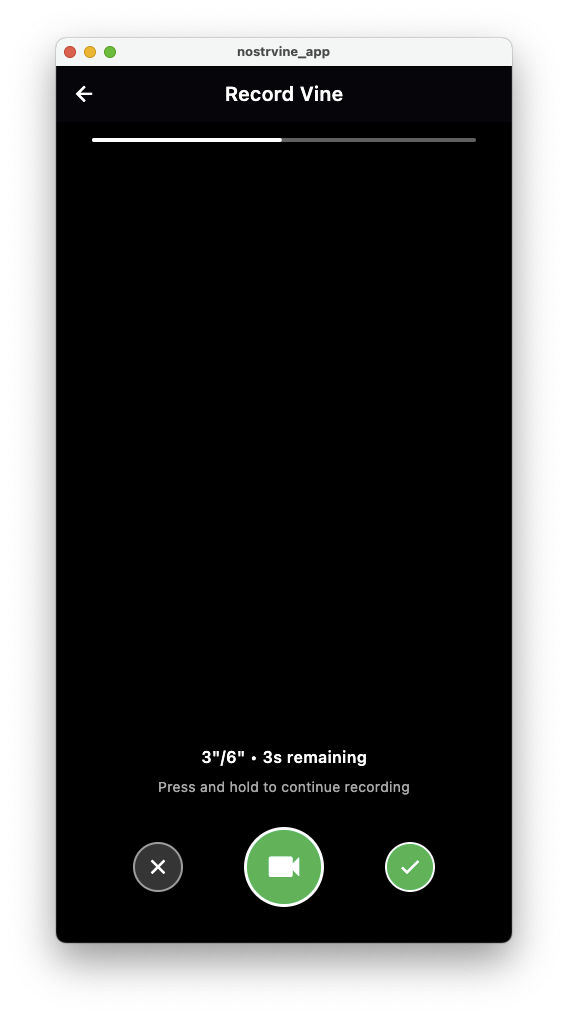 nostrvine_app
Record Vine
3"/6" • 3s remaining
Press and hold to continue recording